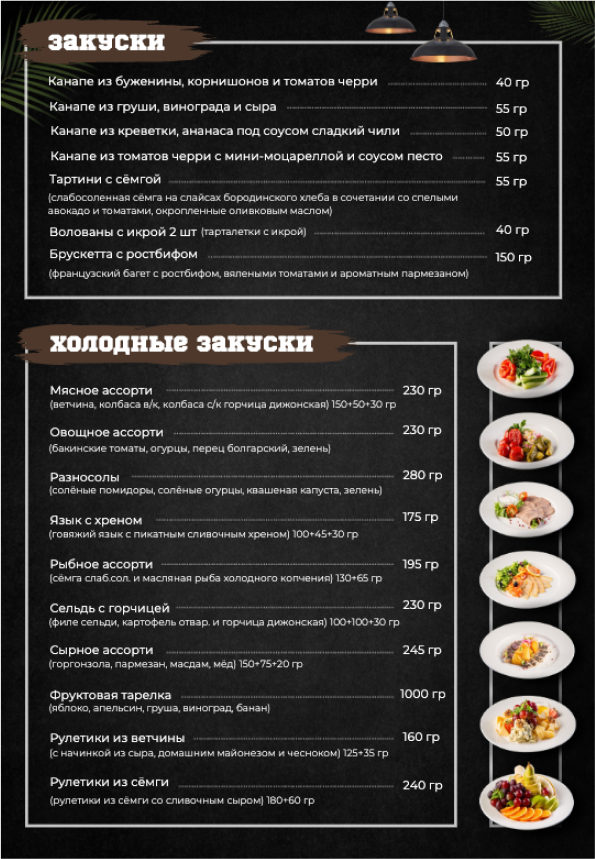 ЗАКУСКИ
Канапе из буженины, корнишонов и томатов черри 40 гр
Канапе из груши, винограда и сыра 55 гр
Канапе из креветки, ананаса под соусом сладкий чили 50 гр
Канапе из томатов черри с мини-моцареллой и соусом песто 55 гр
Тартини с сёмгой 55 гр
(слабосоленная сёмга на слайсах бородинского хлеба в сочетании со спелыми
авокадо и томатами, окропленные оливковым маслом)
Волованы с икрой 2 шт (тарталетки с икрой) 40 гр
Брускетта с ростбифом 150 гр
(французский багет с ростбифом, вялеными томатами и ароматным пармезаном)
ХОЛОДНЫЕ ЗАКУСКИ
Мясное ассорти 230 гр
(ветчина, колбаса в/к, колбаса с/к горчица дижонская) 150+50+30 гр
Овощное ассорти 230 гр
(бакинские томаты, огурцы, перец болгарский, зелень)
Разносолы 280 гр
(солёные помидоры, солёные огурцы, квашеная капуста, зелень)
Язык с хреном 175 гр
(говяжий язык с пикатным сливочным хреном) 100+45+30 гр
Рыбное ассорти 195 гр
(сёмга слаб.сол. и масляная рыба холодного копчения) 130+65 гр
Сельдь с горчицей 230 гр
(филе сельди, картофель отвар. и горчица дижонская) 100+100+30 гр
Сырное ассорти 245 гр
(горгонзола, пармезан, масдам, мёд) 150+75+20 гр
Фруктовая тарелка 1000 гр
(яблоко, апельсин, груша, виноград, банан)
Рулетики из ветчины 160 гр
(с начинкой из сыра, домашним майонезом и чесноком) 125+35 гр
Рулетики из сёмги 240 гр
(рулетики из сёмги со сливочным сыром) 180+60 гр